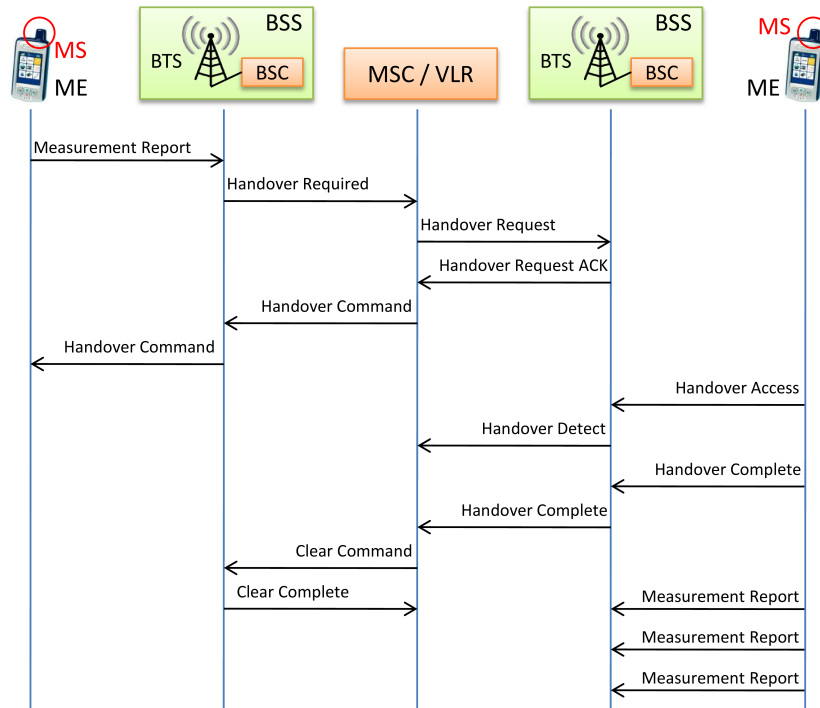 MS
ME
BSS
BTS
BSC
MSC / VLR
BSS
BTS
BSC
MS
ME
Measurement Report
Handover Required
Handover Request
Handover Request ACK
Handover Command
Handover Command
Handover Access
Handover Detect
Handover Complete
Handover Complete
Clear Command
Clear Complete
Measurement Report
Measurement Report
Measurement Report